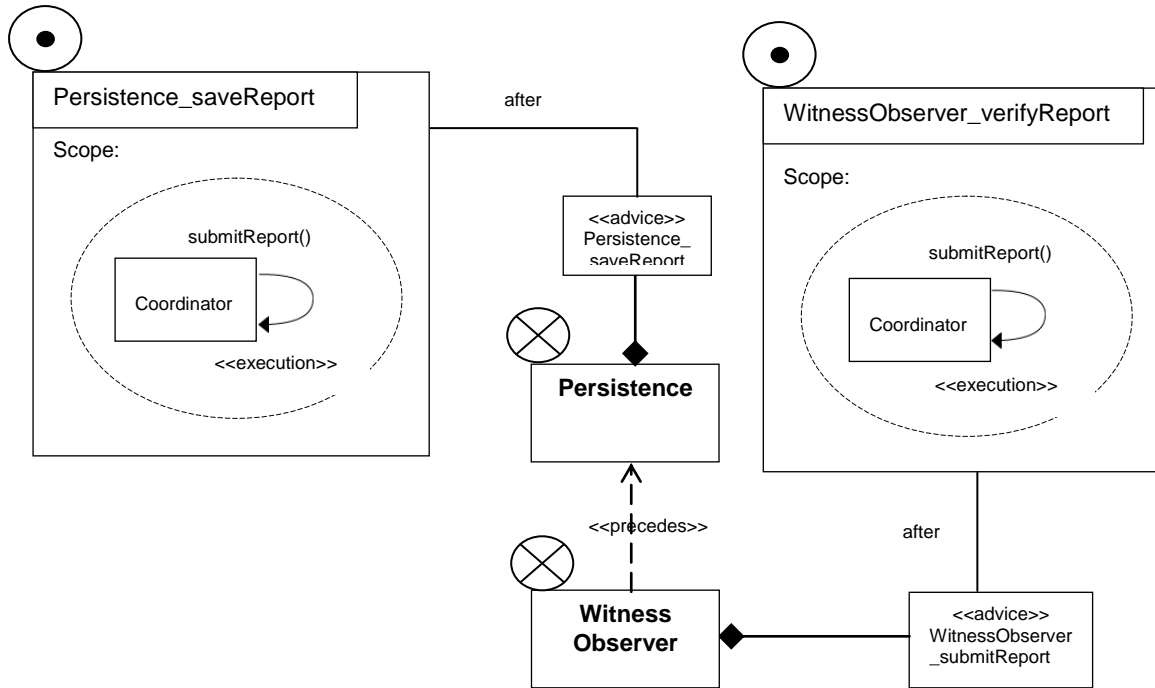 Persistence_saveReport
Scope:
submitReport()
Coordinator
<<execution>>
after
<<advice>>
Persistence_
saveReport
Persistence
<<precedes>>
Witness
Observer
WitnessObserver_verifyReport
Scope:
submitReport()
Coordinator
<<execution>>
after
<<advice>>
WitnessObserver
_submitReport